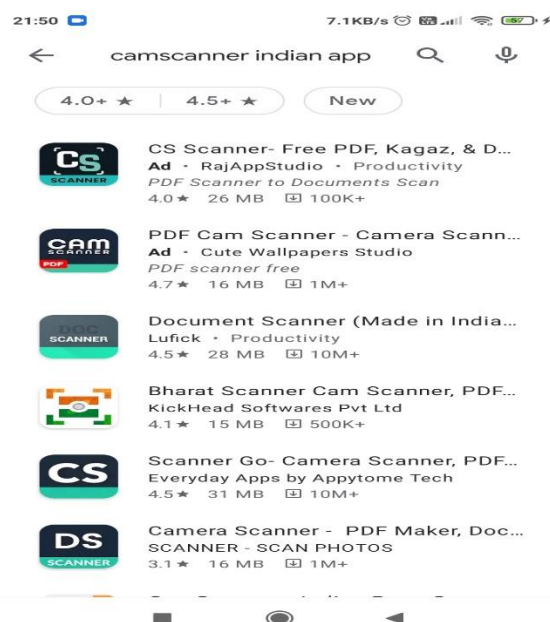 21:50 7.1KB/s 57
camscanner indian app
4.0+ ★ 4.5+ ★ New
CS SCANNER
CS Scanner- Free PDF, Kagaz, & D...
Ad · RajAppStudio · Productivity
PDF Scanner to Documents Scan
4.0★ 26 MB 100K+
CAM SCANNER PDF
PDF Cam Scanner - Camera Scann...
Ad · Cute Wallpapers Studio
PDF scanner free
4.7★ 16 MB 1M+
DOC SCANNER
Document Scanner (Made in India...
Lufick · Productivity
4.5★ 28 MB 10M+
Bharat Scanner Cam Scanner, PDF...
KickHead Softwares Pvt Ltd
4.1★ 15 MB 500K+
CS
Scanner Go- Camera Scanner, PDF...
Everyday Apps by Appytome Tech
4.5★ 31 MB 10M+
DS SCANNER
Camera Scanner - PDF Maker, Doc...
SCANNER - SCAN PHOTOS
3.1★ 16 MB 1M+